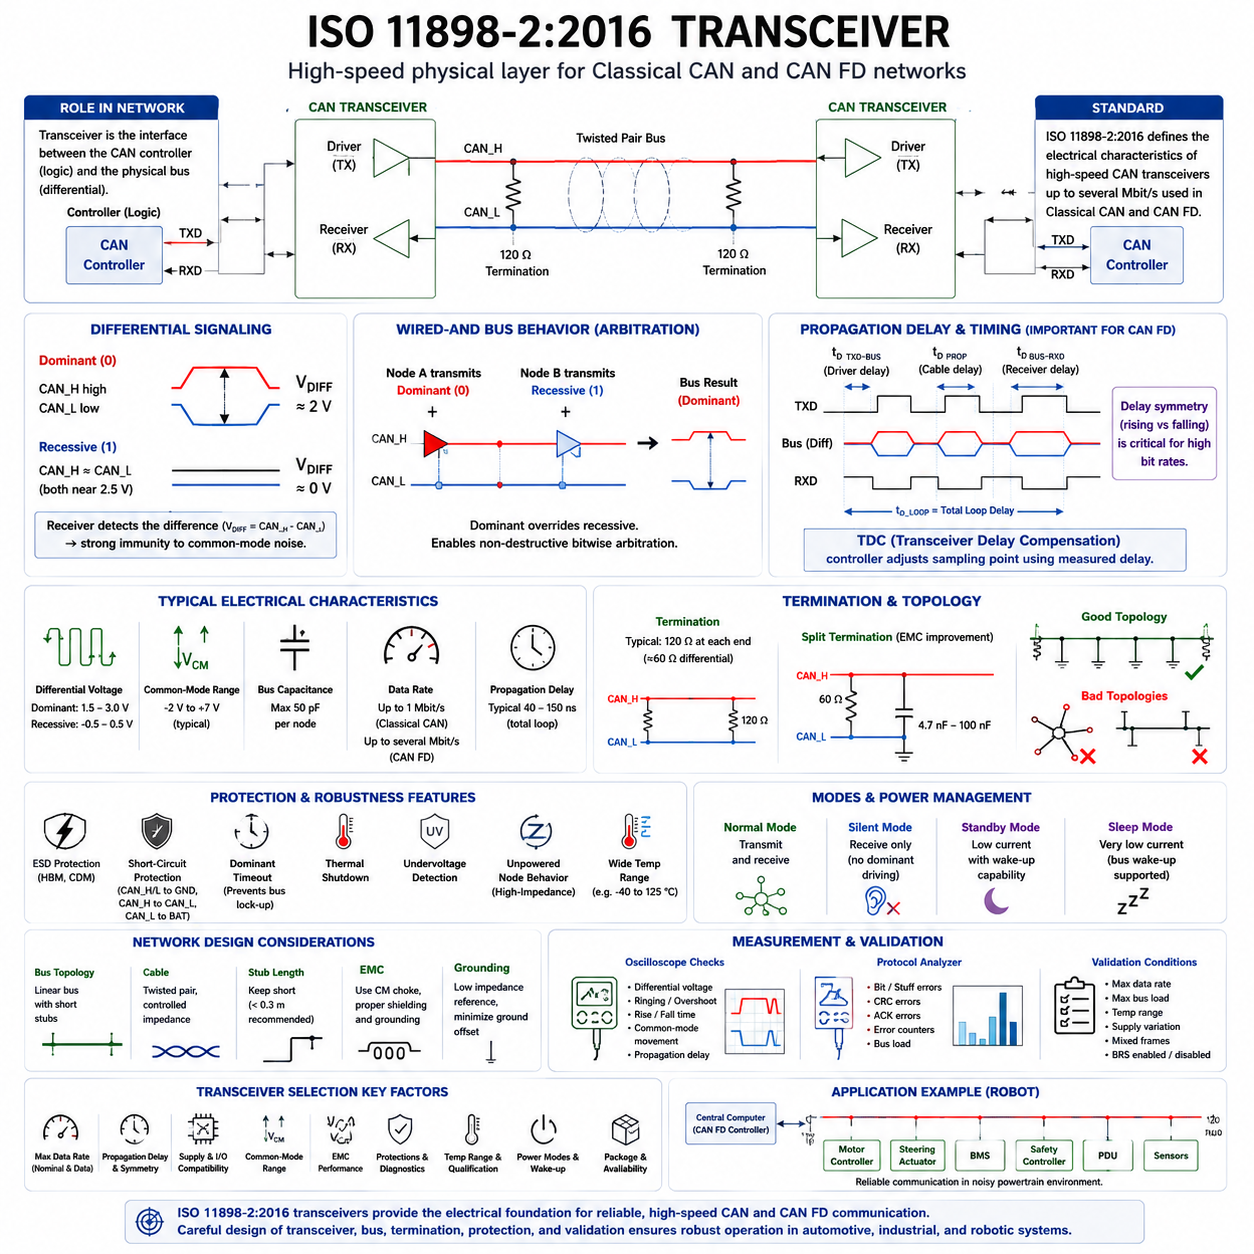 ISO 11898-2:2016 TRANSCEIVER
High-speed physical layer for Classical CAN and CAN FD networks
ROLE IN NETWORK
Transceiver is the interface
between the CAN controller
(logic) and the physical bus
(differential).
Controller (Logic)
CAN
Controller
TXD
RXD
CAN TRANSCEIVER
Driver
(TX)
Receiver
(RX)
CAN_H
CAN_L
Twisted Pair Bus
120 Ω
Termination
120 Ω
Termination
CAN TRANSCEIVER
Driver
(TX)
Receiver
(RX)
STANDARD
ISO 11898-2:2016 defines the
electrical characteristics of
high-speed CAN transceivers
up to several Mbit/s used in
Classical CAN and CAN FD.
TXD
RXD
CAN
Controller
DIFFERENTIAL SIGNALING
Dominant (0)
CAN_H high
CAN_L low
VDIFF
≈ 2 V
Recessive (1)
CAN_H ≈ CAN_L
(both near 2.5 V)
VDIFF
≈ 0 V
Receiver detects the difference (VDIFF = CAN_H - CAN_L)
→ strong immunity to common-mode noise.
WIRED-AND BUS BEHAVIOR (ARBITRATION)
Node A transmits
Dominant (0)
+
Node B transmits
Recessive (1)
+
Bus Result
(Dominant)
CAN_H
CAN_L
Dominant overrides recessive.
Enables non-destructive bitwise arbitration.
PROPAGATION DELAY & TIMING (IMPORTANT FOR CAN FD)
tD TXD-BUS
(Driver delay)
tD PROP
(Cable delay)
tD BUS-RXD
(Receiver delay)
TXD
Bus (Diff)
RXD
tD_LOOP = Total Loop Delay
Delay symmetry
(rising vs falling)
is critical for high
bit rates.
TDC (Transceiver Delay Compensation)
controller adjusts sampling point using measured delay.
TYPICAL ELECTRICAL CHARACTERISTICS
Differential Voltage
Dominant: 1.5 – 3.0 V
Recessive: -0.5 – 0.5 V
VCM
Common-Mode Range
-2 V to +7 V
(typical)
Bus Capacitance
Max 50 pF
per node
Data Rate
Up to 1 Mbit/s
(Classical CAN)
Up to several Mbit/s
(CAN FD)
Propagation Delay
Typical 40 – 150 ns
(total loop)
TERMINATION & TOPOLOGY
Termination
Typical: 120 Ω at each end
(≈60 Ω differential)
CAN_H
120 Ω
CAN_L
Split Termination (EMC improvement)
CAN_H
60 Ω
4.7 nF – 100 nF
CAN_L
Good Topology
Bad Topologies
PROTECTION & ROBUSTNESS FEATURES
ESD Protection
(HBM, CDM)
Short-Circuit
Protection
(CAN_H/L to GND,
CAN_H to CAN_L,
CAN_L to BAT)
Dominant
Timeout
(Prevents bus
lock-up)
Thermal
Shutdown
UV
Undervoltage
Detection
Z
Unpowered
Node Behavior
(High-Impedance)
Wide Temp
Range
(e.g. -40 to 125 °C)
MODES & POWER MANAGEMENT
Normal Mode
Transmit
and receive
Silent Mode
Receive only
(no dominant
driving)
Standby Mode
Low current
with wake-up
capability
Sleep Mode
Very low current
(bus wake-up
supported)
zZZ
NETWORK DESIGN CONSIDERATIONS
Bus Topology
Linear bus
with short
stubs
Cable
Twisted pair,
controlled
impedance
Stub Length
Keep short
(< 0.3 m
recommended)
EMC
Use CM choke,
proper shielding
and grounding
Grounding
Low impedance
reference,
minimize ground
offset
MEASUREMENT & VALIDATION
Oscilloscope Checks
• Differential voltage
• Ringing / Overshoot
• Rise / Fall time
• Common-mode
movement
• Propagation delay
Protocol Analyzer
• Bit / Stuff errors
• CRC errors
• ACK errors
• Error counters
• Bus load
Validation Conditions
• Max data rate
• Max bus load
• Temp range
• Supply variation
• Mixed frames
• BRS enabled / disabled
TRANSCEIVER SELECTION KEY FACTORS
Max Data Rate
(Nominal & Data)
Propagation Delay
& Symmetry
Supply & I/O
Compatibility
VCM
Common-Mode
Range
EMC
Performance
Protections &
Diagnostics
Temp Range &
Qualification
Power Modes &
Wake-up
Package &
Availability
APPLICATION EXAMPLE (ROBOT)
Central Computer
(CAN FD Controller)
Motor
Controller
Steering
Actuator
BMS
Safety
Controller
PDU
Sensors
Reliable communication in noisy powertrain environment.
ISO 11898-2:2016 transceivers provide the electrical foundation for reliable, high-speed CAN and CAN FD communication.
Careful design of transceiver, bus, termination, protection, and validation ensures robust operation in automotive, industrial, and robotic systems.